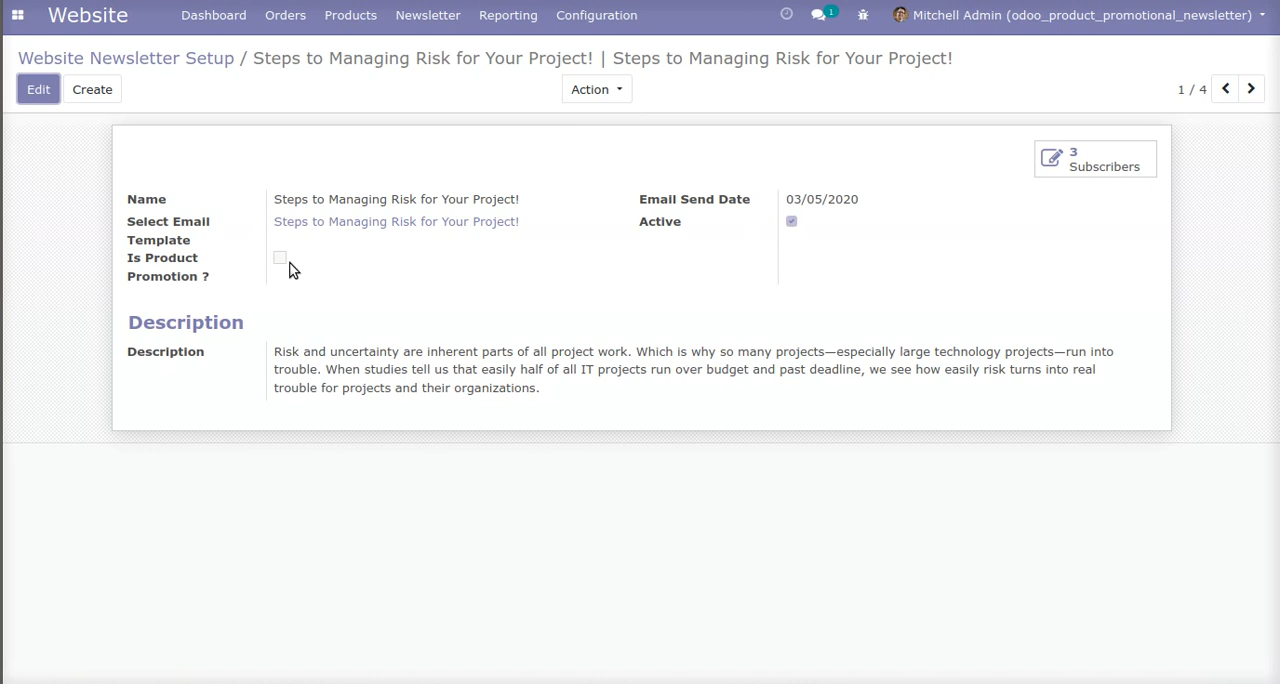 Website Dashboard Orders Products Newsletter Reporting Configuration 1 Mitchell Admin (odoo_product_promotional_newsletter)
Website Newsletter Setup / Steps to Managing Risk for Your Project! | Steps to Managing Risk for Your Project!
Edit Create Action 1 / 4
3
Subscribers
Name Steps to Managing Risk for Your Project! Email Send Date 03/05/2020
Select Email Steps to Managing Risk for Your Project! Active
Template
Is Product
Promotion ?
Description
Description Risk and uncertainty are inherent parts of all project work. Which is why so many projects—especially large technology projects—run into
trouble. When studies tell us that easily half of all IT projects run over budget and past deadline, we see how easily risk turns into real
trouble for projects and their organizations.